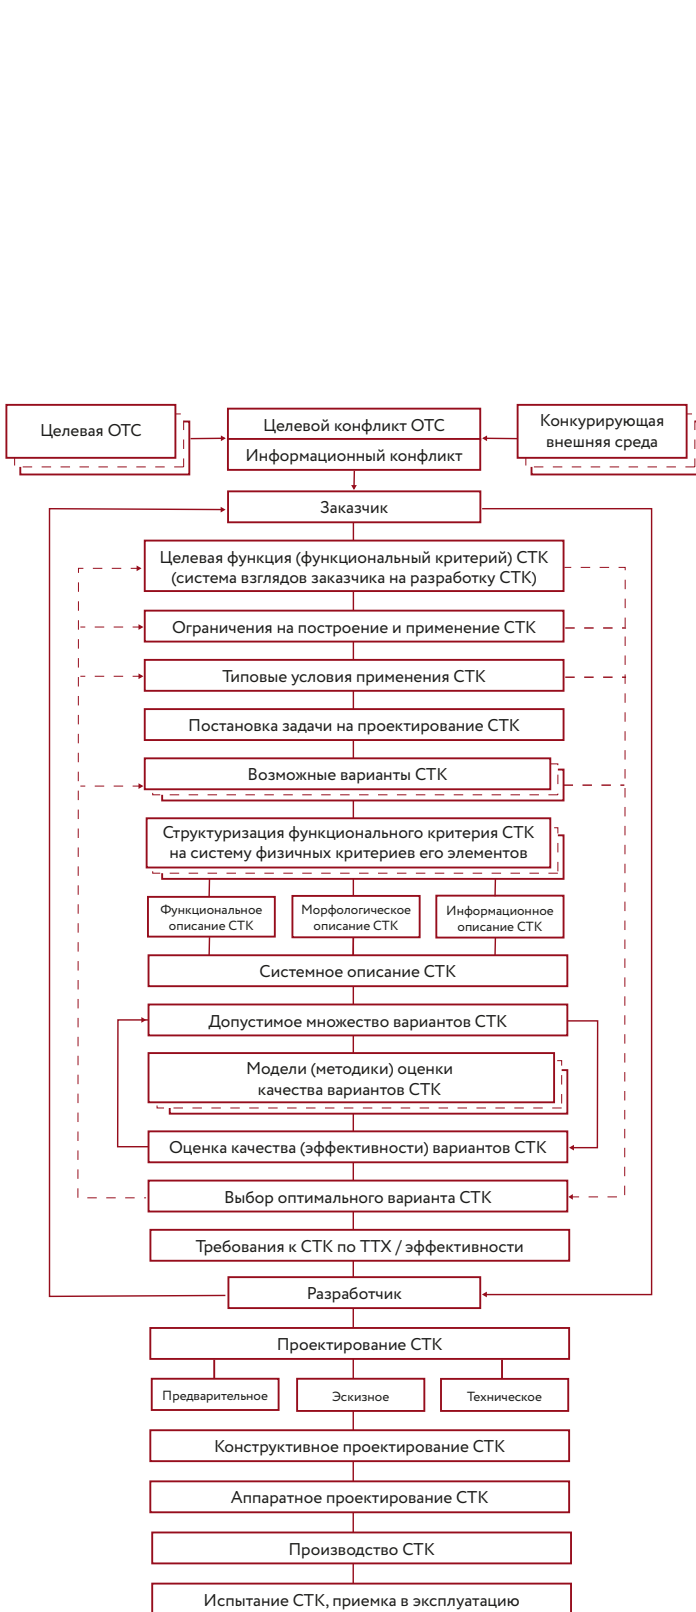 Целевая ОТС
Целевой конфликт ОТС
Информационный конфликт
Конкурирующая
внешняя среда
Заказчик
Целевая функция (функциональный критерий) СТК
(система взглядов заказчика на разработку СТК)
Ограничения на построение и применение СТК
Типовые условия применения СТК
Постановка задачи на проектирование СТК
Возможные варианты СТК
Структуризация функционального критерия СТК
на систему физичных критериев его элементов
Функциональное
описание СТК
Морфологическое
описание СТК
Информационное
описание СТК
Системное описание СТК
Допустимое множество вариантов СТК
Модели (методики) оценки
качества вариантов СТК
Оценка качества (эффективности) вариантов СТК
Выбор оптимального варианта СТК
Требования к СТК по ТТХ / эффективности
Разработчик
Проектирование СТК
Предварительное
Эскизное
Техническое
Конструктивное проектирование СТК
Аппаратное проектирование СТК
Производство СТК
Испытание СТК, приемка в эксплуатацию